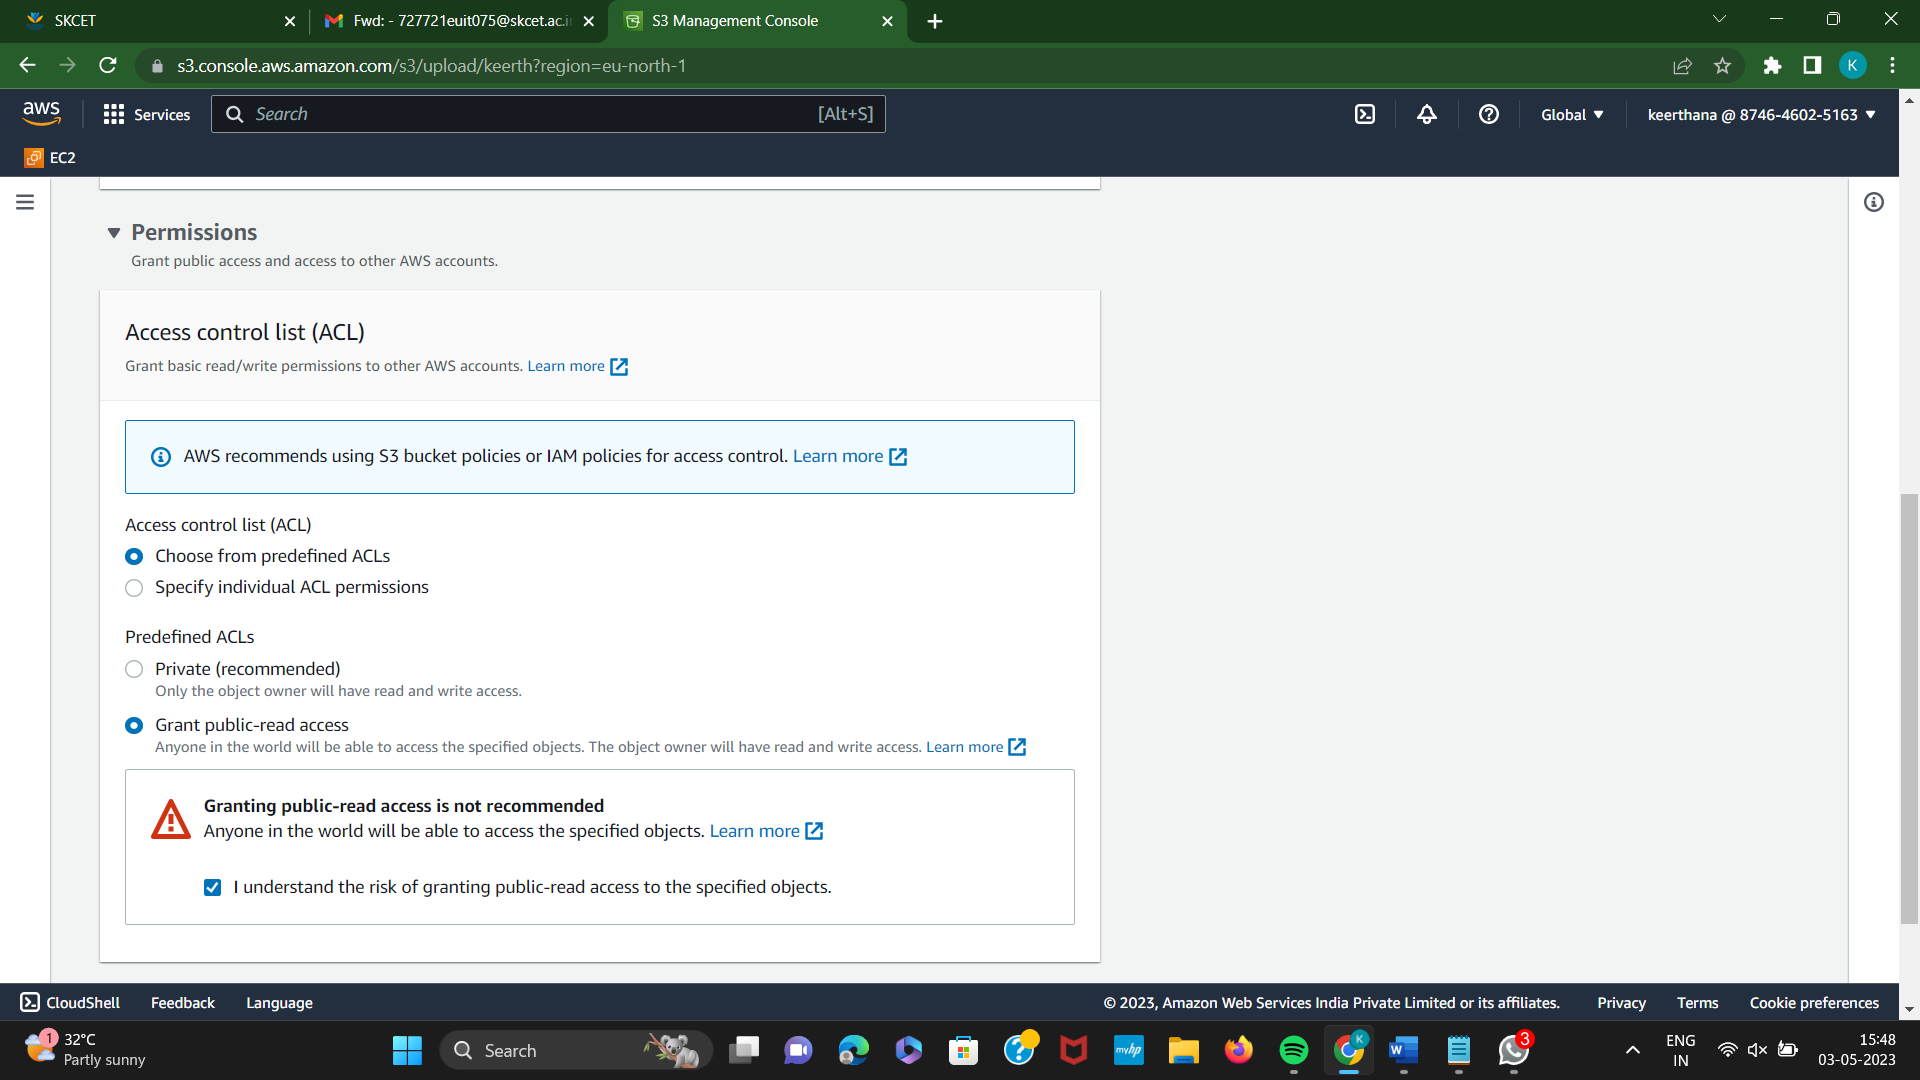 SKCET
Fwd: - 727721euit075@skcet.ac.i
S3 Management Console
s3.console.aws.amazon.com/s3/upload/keerth?region=eu-north-1
K
aws
Services
Search
[Alt+S]
Global
keerthana @ 8746-4602-5163
EC2
Permissions
Grant public access and access to other AWS accounts.
Access control list (ACL)
Grant basic read/write permissions to other AWS accounts. Learn more
AWS recommends using S3 bucket policies or IAM policies for access control. Learn more
Access control list (ACL)
Choose from predefined ACLs
Specify individual ACL permissions
Predefined ACLs
Private (recommended)
Only the object owner will have read and write access.
Grant public-read access
Anyone in the world will be able to access the specified objects. The object owner will have read and write access. Learn more
Granting public-read access is not recommended
Anyone in the world will be able to access the specified objects. Learn more
I understand the risk of granting public-read access to the specified objects.
CloudShell
Feedback
Language
© 2023, Amazon Web Services India Private Limited or its affiliates.
Privacy
Terms
Cookie preferences
1
32°C
Partly sunny
Search
myhp
K
W
3
ENG
IN
15:48
03-05-2023